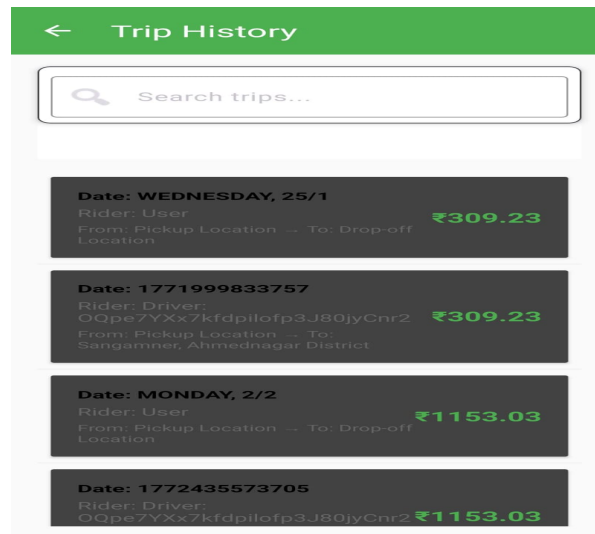 ← Trip History
Search trips...
Date: WEDNESDAY, 25/1
Rider: User
₹309.23
From: Pickup Location → To: Drop-off
Location
Date: 1771999833757
Rider: Driver:
OQpe7YXx7kfdpilofp3J80jyCnr2
₹309.23
From: Pickup Location → To:
Sangamner, Ahmednagar District
Date: MONDAY, 2/2
Rider: User
₹1153.03
From: Pickup Location → To: Drop-off
Location
Date: 1772435573705
Rider: Driver:
OQpe7YXx7kfdpilofp3J80jyCnr2
₹1153.03